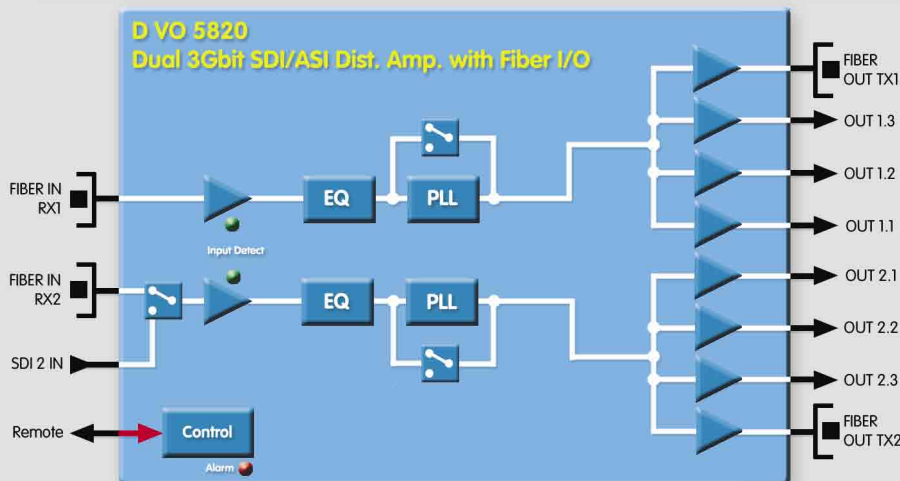 D VO 5820
Dual 3Gbit SDI/ASI Dist. Amp. with Fiber I/O
FIBER
OUT TX1
OUT 1.3
OUT 1.2
OUT 1.1
FIBER IN
RX1
EQ
PLL
Input Detect
FIBER IN
RX2
EQ
PLL
SDI 2 IN
OUT 2.1
OUT 2.2
OUT 2.3
FIBER
OUT TX2
Remote
Control
Alarm